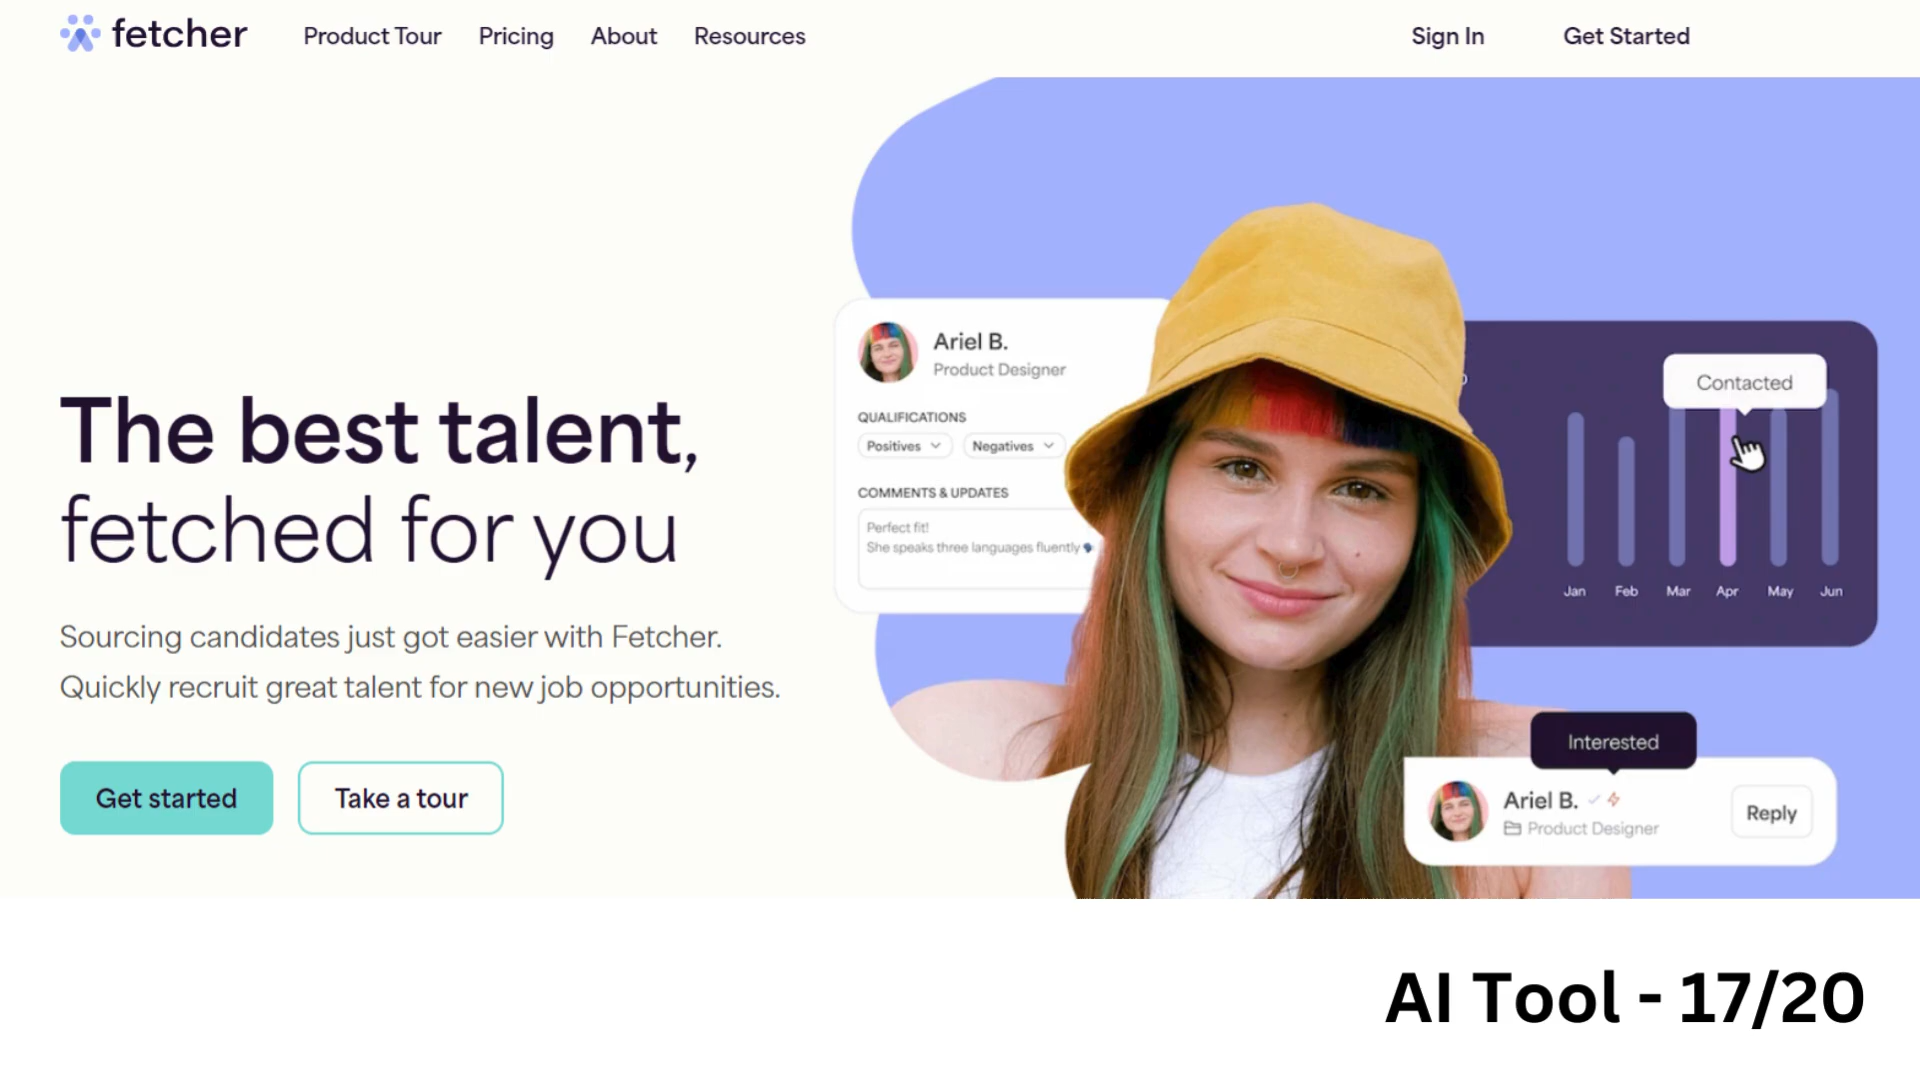 fetcher
Product Tour
Pricing
About
Resources
Sign In
Get Started
The best talent,
fetched for you
Sourcing candidates just got easier with Fetcher.
Quickly recruit great talent for new job opportunities.
Get started
Take a tour
Ariel B.
Product Designer
QUALIFICATIONS
Positives
Negatives
COMMENTS & UPDATES
Perfect fit!
She speaks three languages fluently
Contacted
Jan Feb Mar Apr May Jun
Interested
Ariel B.
Product Designer
Reply
AI Tool - 17/20